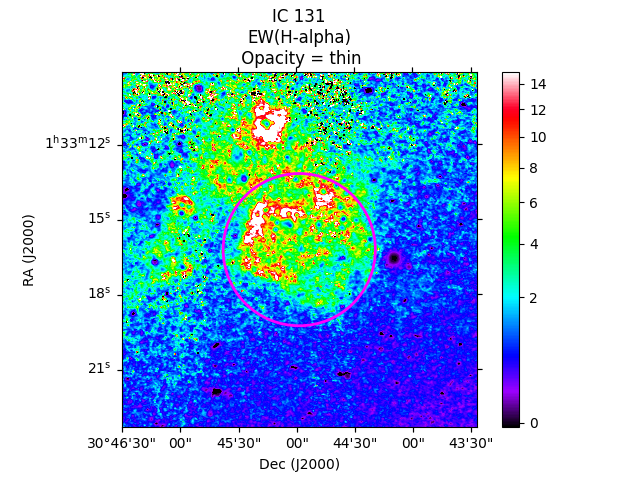 IC 131
EW(H-alpha)
Opacity = thin
14
12
10
8
6
4
2
0
1ʰ33ᵐ12ˢ
15ˢ
18ˢ
21ˢ
RA (J2000)
30°46'30" 00" 45'30" 00" 44'30" 00" 43'30"
Dec (J2000)